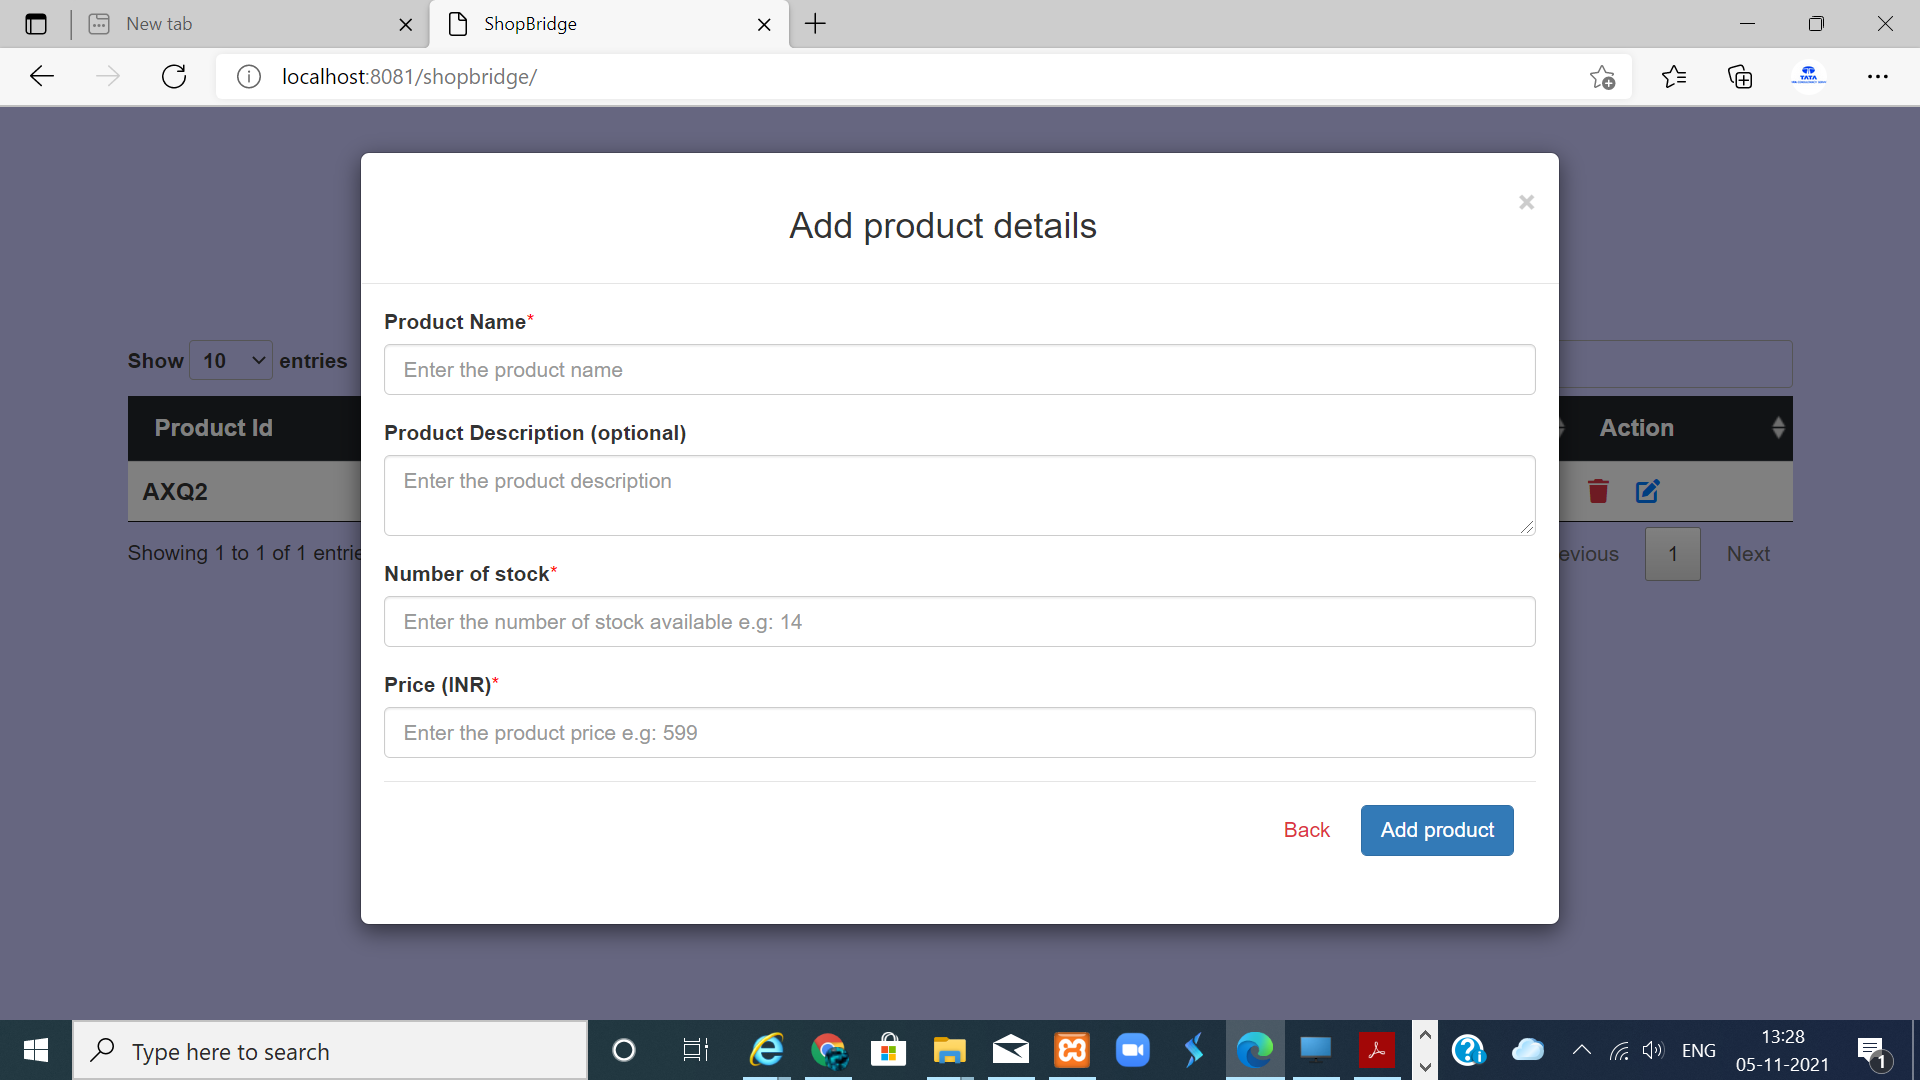 New tab
ShopBridge
localhost:8081/shopbridge/
TATA
Add product details
×
Product Name*
Enter the product name
Show 10 entries
Product Description (optional)
Product Id
Action
Enter the product description
AXQ2
Showing 1 to 1 of 1 entrie
evious 1 Next
Number of stock*
Enter the number of stock available e.g: 14
Price (INR)*
Enter the product price e.g: 599
Back
Add product
Type here to search
ENG
13:28
05-11-2021
1